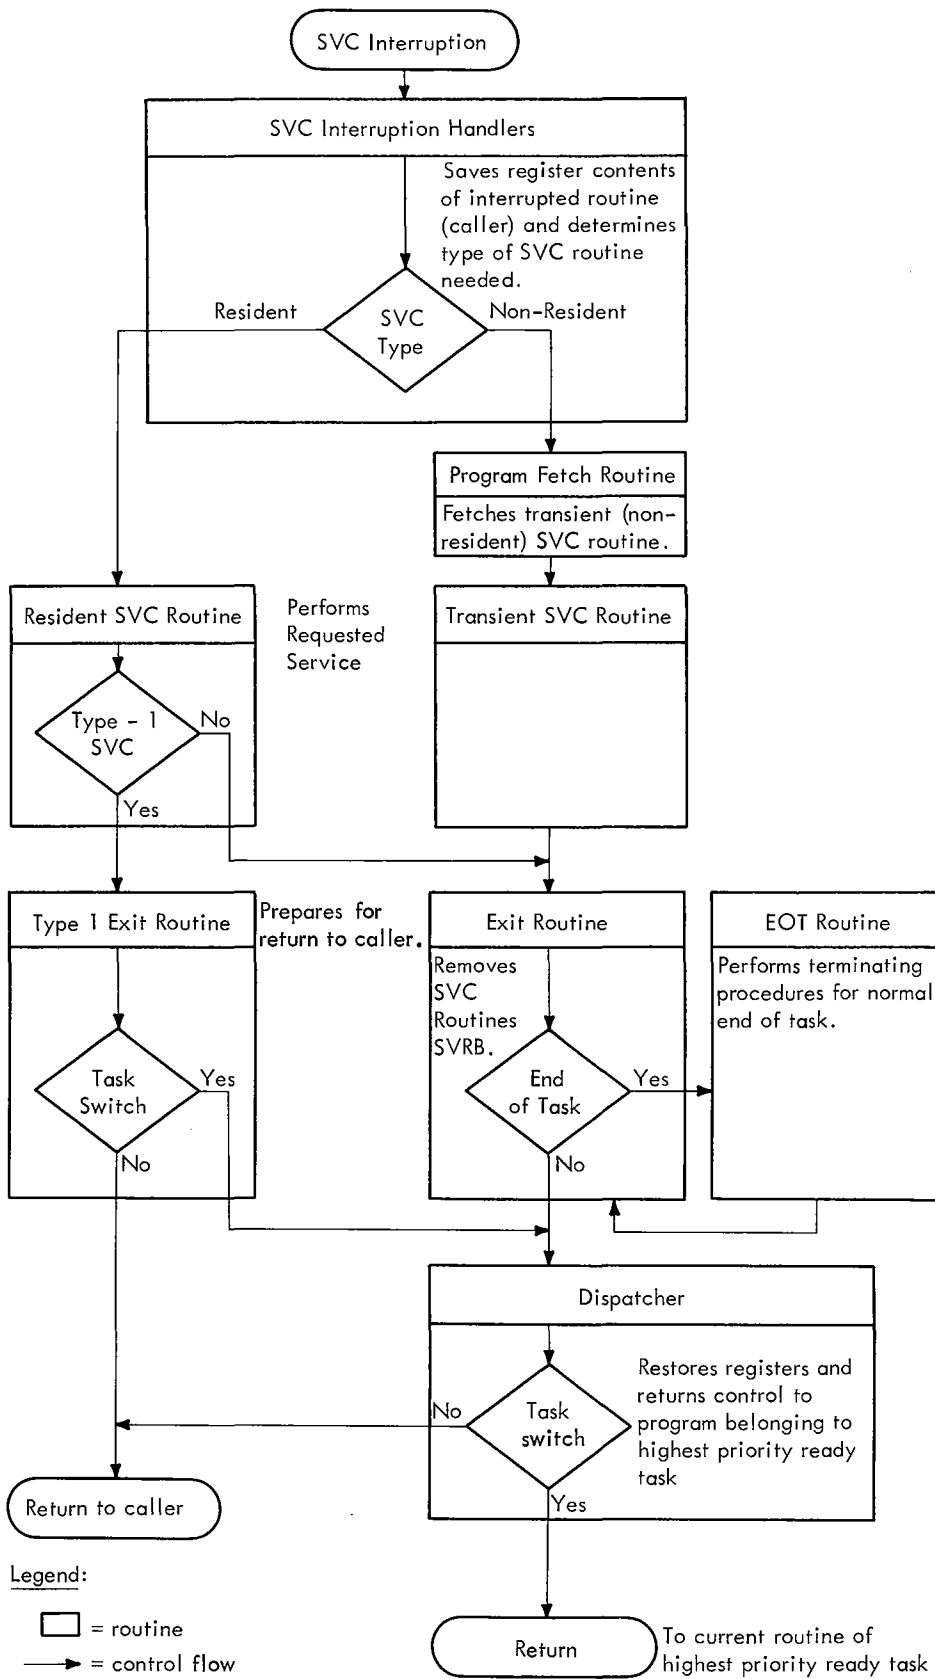 SVC Interruption
SVC Interruption Handlers
Saves register contents
of interrupted routine
(caller) and determines
type of SVC routine
needed.
Resident
SVC
Type
Non-Resident
Program Fetch Routine
Fetches transient (non-
resident) SVC routine.
Resident SVC Routine
Performs
Requested
Service
Transient SVC Routine
Type - 1
SVC
No
Yes
Type 1 Exit Routine
Prepares for
return to caller.
Exit Routine
EOT Routine
Removes
SVC
Routines
SVRB.
Performs terminating
procedures for normal
end of task.
Task
Switch
Yes
No
End
of Task
Yes
No
Dispatcher
Task
switch
No
Yes
Restores registers and
returns control to
program belonging to
highest priority ready
task
Return to caller
Legend:
= routine
= control flow
Return
To current routine of
highest priority ready task